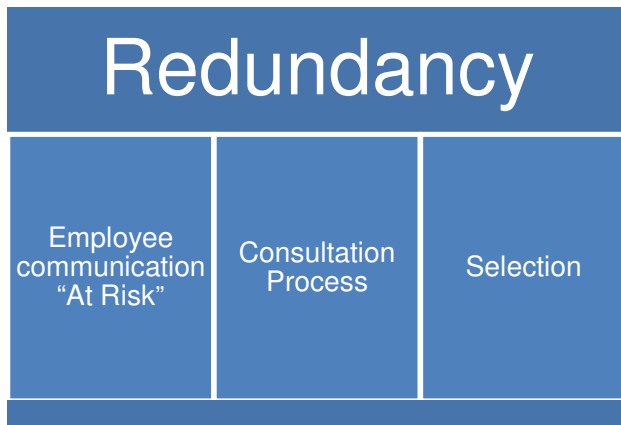 Redundancy
Employee
communication
“At Risk”
Consultation
Process
Selection